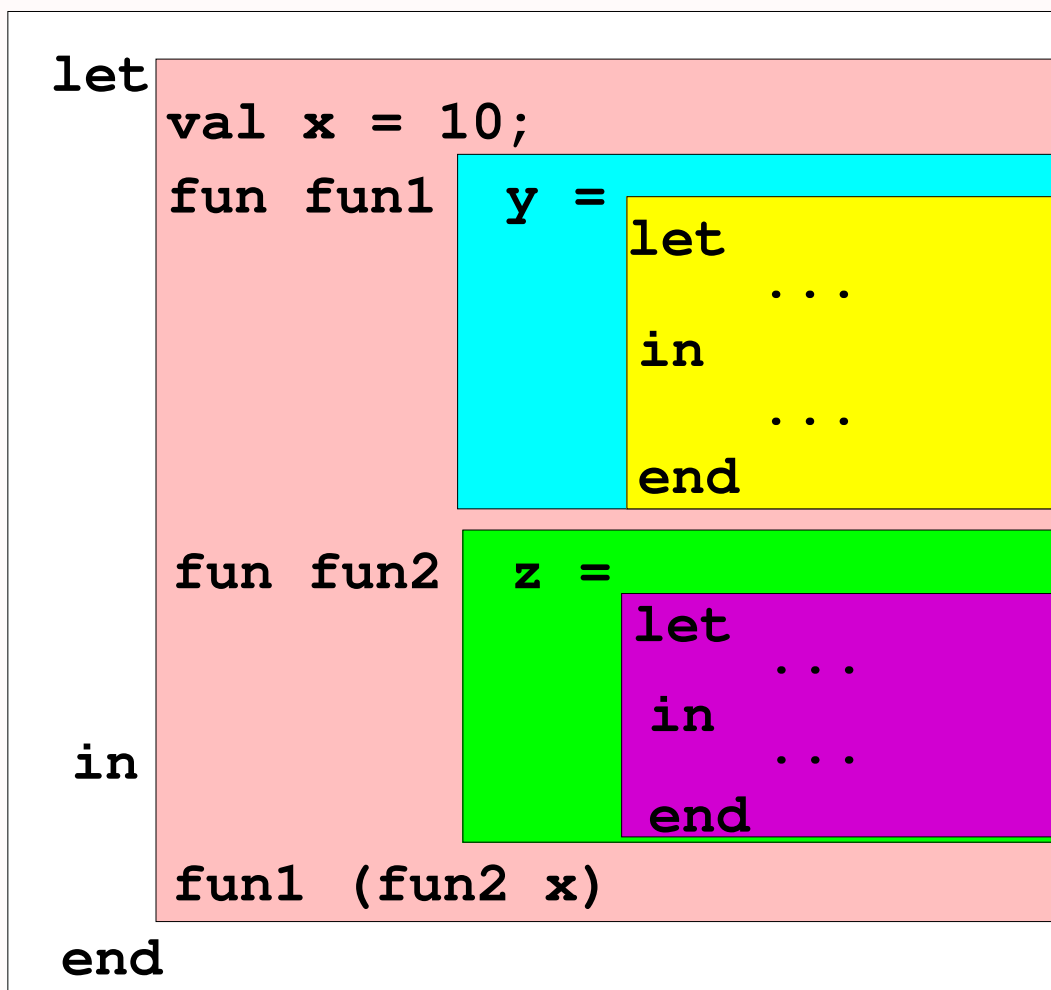 let
val x = 10;
fun fun1 y =
let
...
in
...
end
fun fun2 z =
let
...
in
...
in
end
fun1 (fun2 x)
end